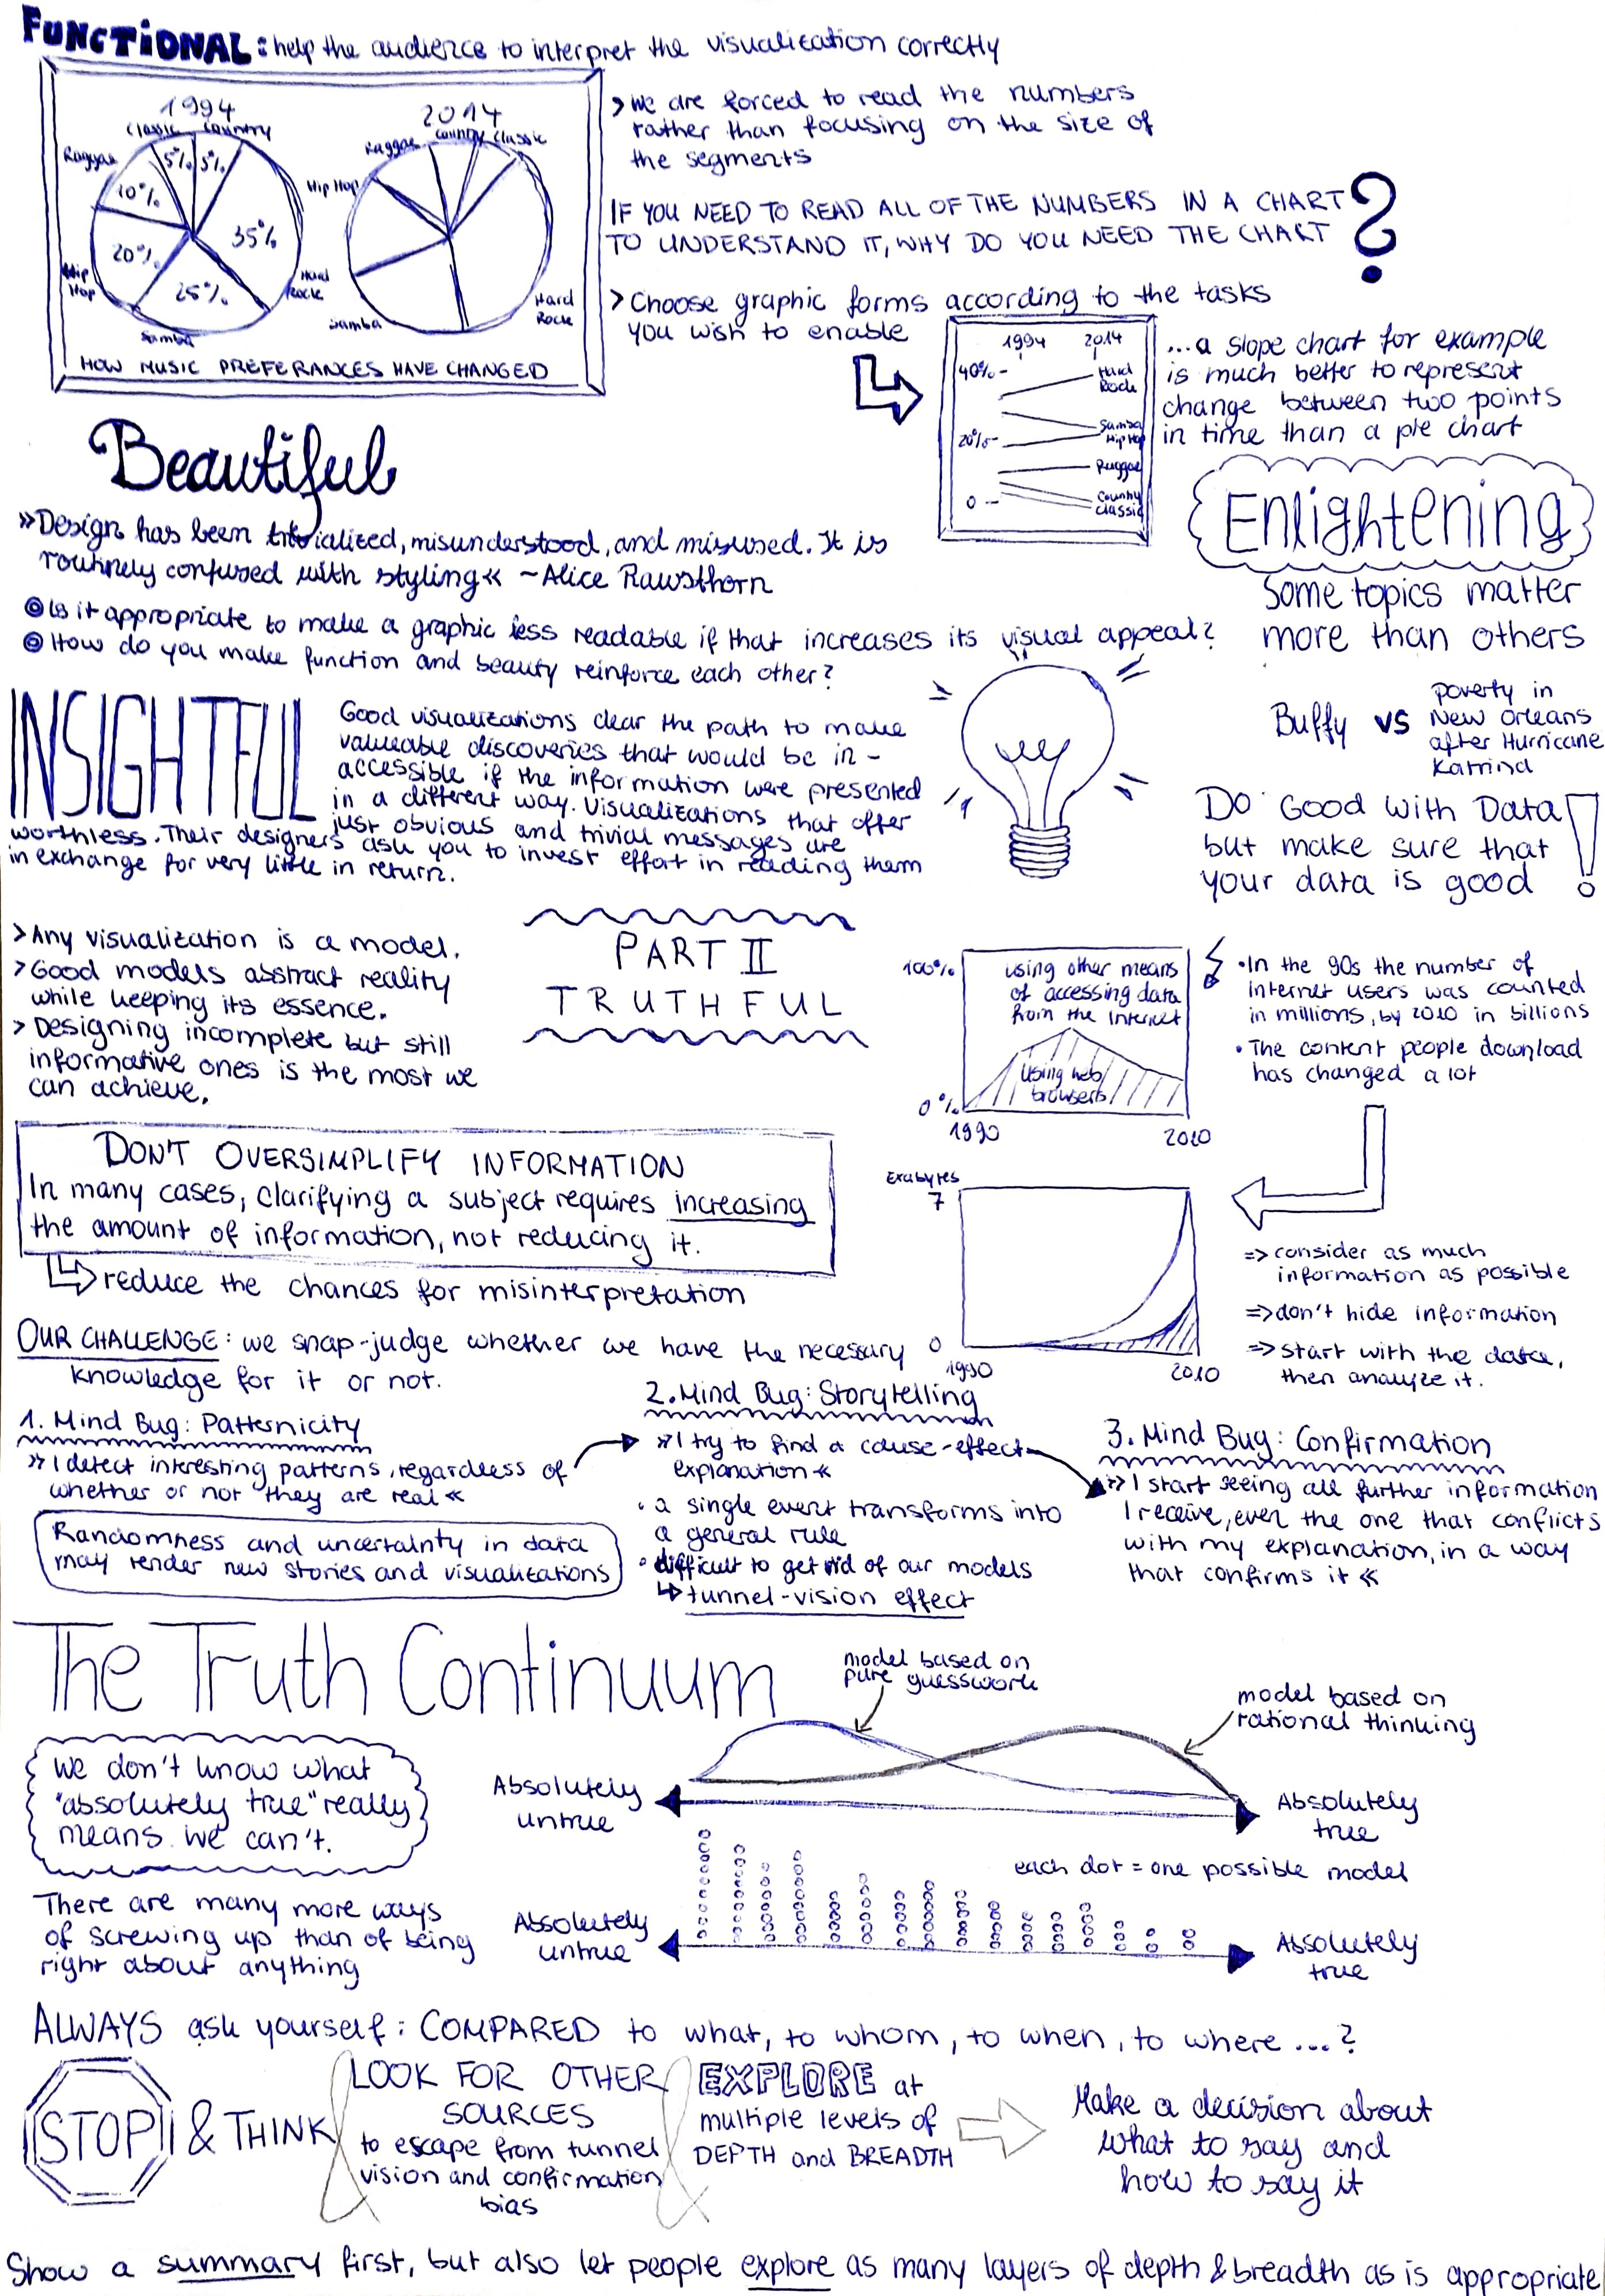 FUNCTIONAL: help the audience to interpret the visualization correctly
1994
Classic Country
Raggae
5% 5%
10%
35%
20%
25%
Hip
Hop
Hard
Rock
Samba
2014
Raggae Country Classic
Hip Hop
Samba
Hard
Rock
HOW MUSIC PREFERANCES HAVE CHANGED
> We are forced to read the numbers
rather than focusing on the size of
the segments
IF YOU NEED TO READ ALL OF THE NUMBERS IN A CHART
TO UNDERSTAND IT, WHY DO YOU NEED THE CHART ?
> Choose graphic forms according to the tasks
you wish to enable
1994 2014
40% -
20% -
0 -
Hard
Rock
Samba
Hip Hop
Raggae
Country
Classic
...a slope chart for example
is much better to represent
change between two points
in time than a pie chart
Beautiful
»Design has been trivialized, misunderstood, and misused. It is
routinely confused with styling« ~Alice Rawsthorn
Is it appropriate to make a graphic less readable if that increases its visual appeal?
How do you make function and beauty reinforce each other?
Enlightening
Some topics matter
more than others
Buffy vs
poverty in
New Orleans
after Hurricane
Katrina
Do Good with Data
but make sure that
your data is good !
INSIGHTFUL
Good visualizations clear the path to make
valueable discoveries that would be in-
accessible if the information were presented
in a different way. Visualizations that offer
just obvious and trivial messages are
worthless. Their designers ask you to invest effort in reading them
in exchange for very little in return.
> Any visualization is a model.
> Good models abstract reality
while keeping its essence.
> Designing incomplete but still
informative ones is the most we
can achieve.
PART II
TRUTHFUL
100%
0%
using other means
of accessing data
from the Internet
Using web
browsers
1990 2010
• In the 90s the number of
internet users was counted
in millions, by 2010 in billions
• The content people download
has changed a lot
Exabytes
7
0
1990 2010
=> consider as much
information as possible
=> don't hide information
=> start with the data,
then analyze it.
DON'T OVERSIMPLIFY INFORMATION
In many cases, clarifying a subject requires increasing
the amount of information, not reducing it.
reduce the chances for misinterpretation
OUR CHALLENGE: we snap-judge whether we have the necessary
knowledge for it or not.
1. Mind Bug: Patternicity
»I detect interesting patterns, regardless of
whether or not they are real«
Randomness and uncertainty in data
may render new stories and visualizations
2. Mind Bug: Storytelling
»I try to find a cause-effect
explanation«
• a single event transforms into
a general rule
• difficult to get rid of our models
tunnel-vision effect
3. Mind Bug: Confirmation
»I start seeing all further information
I receive, even the one that conflicts
with my explanation, in a way
that confirms it«
The Truth Continuum
model based on
pure guesswork
model based on
rational thinking
We don't know what
"absolutely true" really
means. We can't.
Absolutely
untrue
Absolutely
true
each dot = one possible model
There are many more ways
of screwing up than of being
right about anything
Absolutely
untrue
Absolutely
true
ALWAYS ask yourself: COMPARED to what, to whom, to when, to where...?
STOP & THINK
LOOK FOR OTHER
SOURCES
to escape from tunnel
vision and confirmation
bias
EXPLORE at
multiple levels of
DEPTH and BREADTH
Make a decision about
what to say and
how to say it
Show a summary first, but also let people explore as many layers of depth & breadth as is appropriate